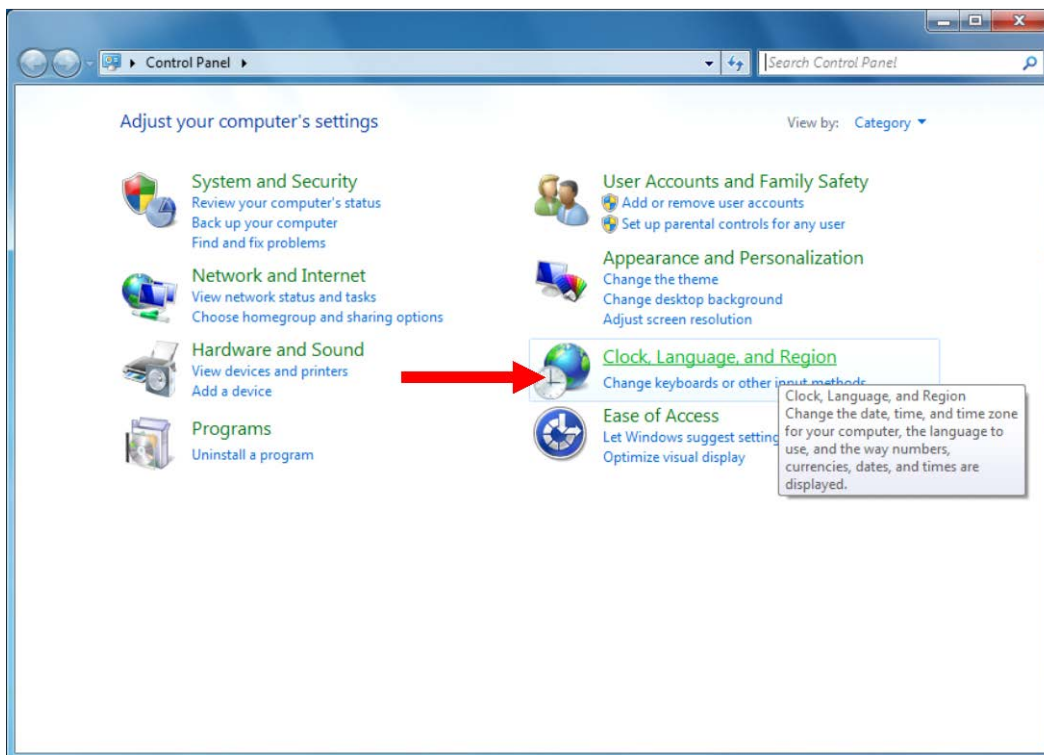 Control Panel
Search Control Panel
Adjust your computer's settings
View by: Category
System and Security
Review your computer's status
Back up your computer
Find and fix problems
Network and Internet
View network status and tasks
Choose homegroup and sharing options
Hardware and Sound
View devices and printers
Add a device
Programs
Uninstall a program
User Accounts and Family Safety
Add or remove user accounts
Set up parental controls for any user
Appearance and Personalization
Change the theme
Change desktop background
Adjust screen resolution
Clock, Language, and Region
Change keyboards or other input methods
Ease of Access
Let Windows suggest setting
Optimize visual display
Clock, Language, and Region
Change the date, time, and time zone
for your computer, the language to
use, and the way numbers,
currencies, dates, and times are
displayed.